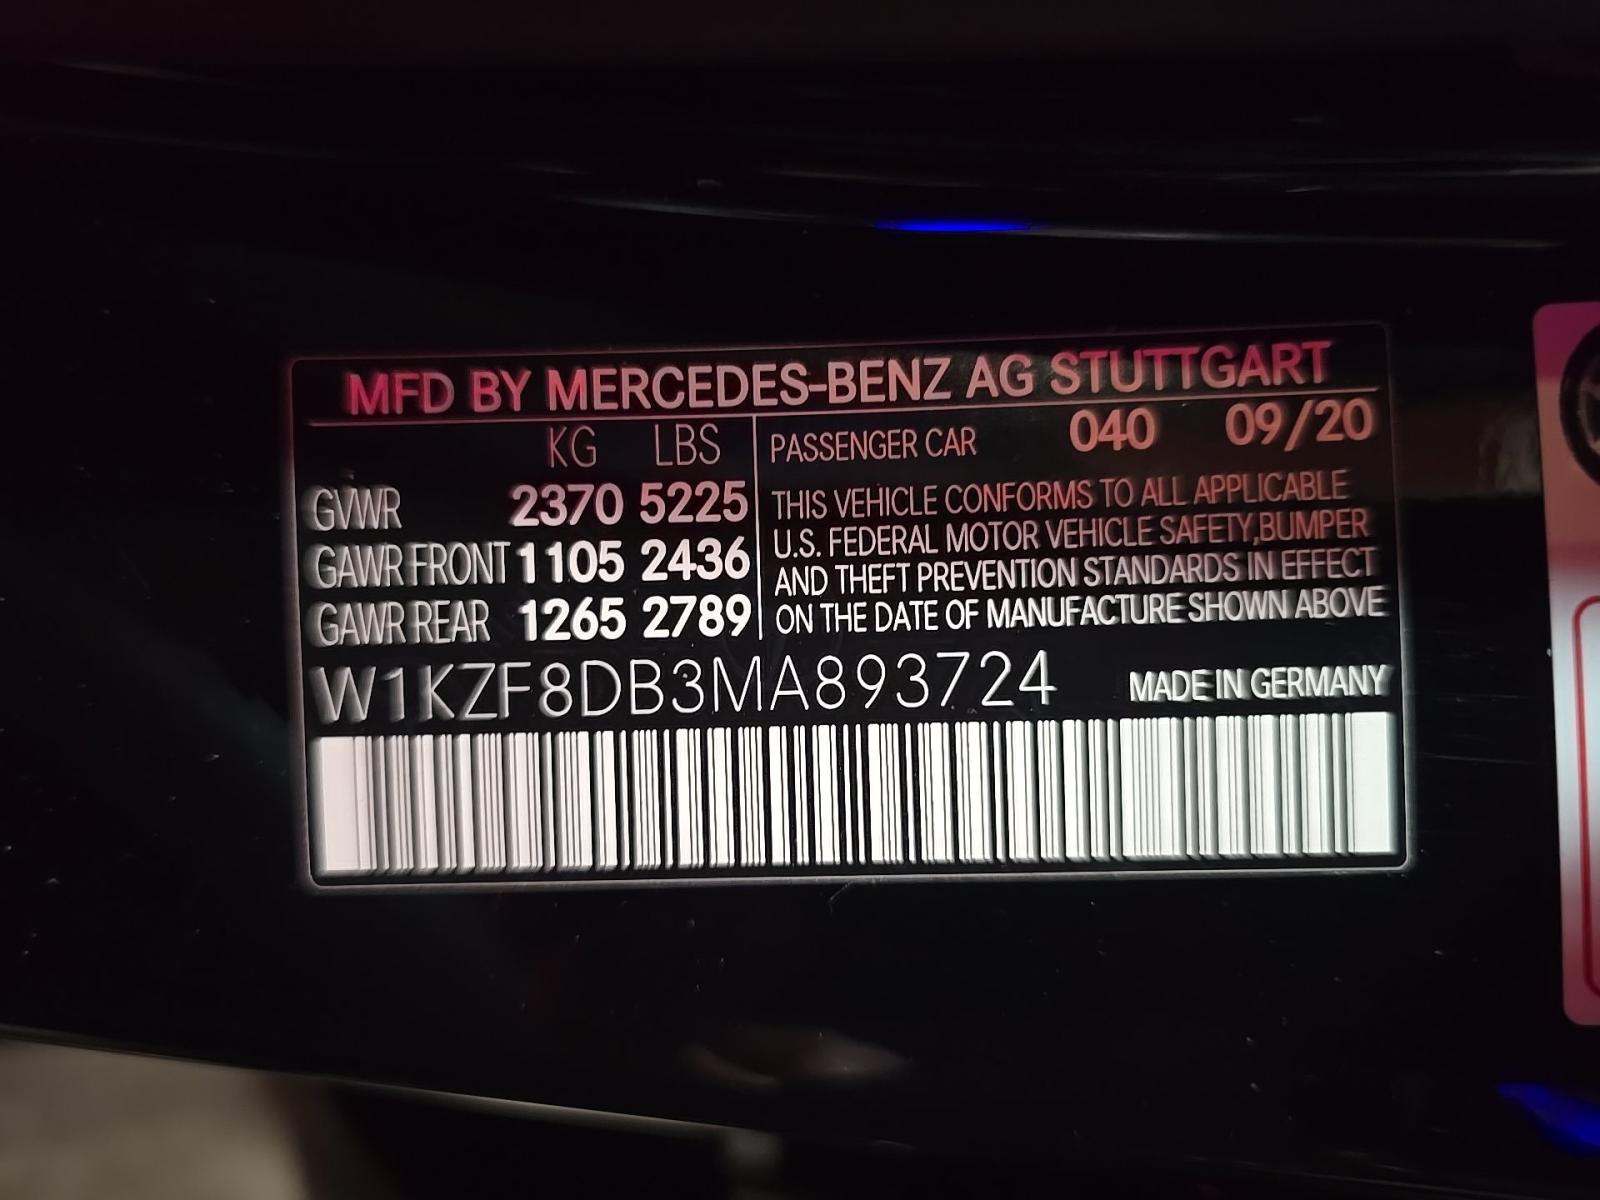 MFD BY MERCEDES-BENZ AG STUTTGART
KG LBS
GVWR 2370 5225
GAWR FRONT 1105 2436
GAWR REAR 1265 2789
PASSENGER CAR 040 09/20
THIS VEHICLE CONFORMS TO ALL APPLICABLE
U.S. FEDERAL MOTOR VEHICLE SAFETY,BUMPER
AND THEFT PREVENTION STANDARDS IN EFFECT
ON THE DATE OF MANUFACTURE SHOWN ABOVE
W1KZF8DB3MA893724 MADE IN GERMANY